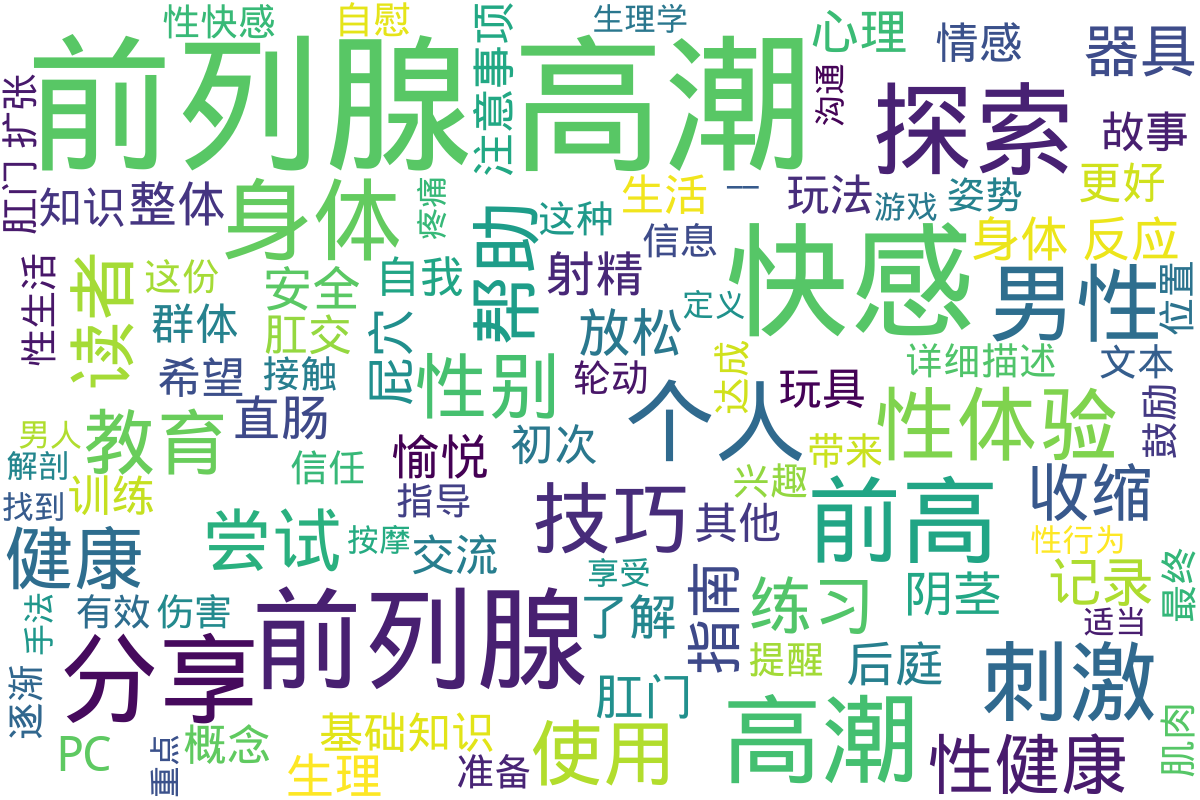 性快感
自慰
生理学
心理
情感
器具
前列腺高潮
注意事项
沟通
探索
故事
肛门扩张
知识
整体
身体
疼痛
这种
生活
一
玩法
游戏
姿势
更好
信息
身体反应
性生活
读者
这份
安全
自我
帮助
射精
快感
男性
位置
定义
群体
肛交
屁穴
放松
达成
详细描述
文本
希望
接触
性别
轮动
个人
玩具
性体验
鼓励
男人
教育
直肠
愉悦
初次
带来
解剖
信任
找到
训练
指导
技巧
兴趣
前高
收缩
健康
尝试
按摩
交流
其他
性行为
享受
手法
有效
伤害
前列腺
了解
指南
练习
阴茎
记录
最终
适当
分享
提醒
后庭
刺激
逐渐
肛门
PC
重点
概念
基础知识
生理
准备
使用
高潮
性健康
肌肉